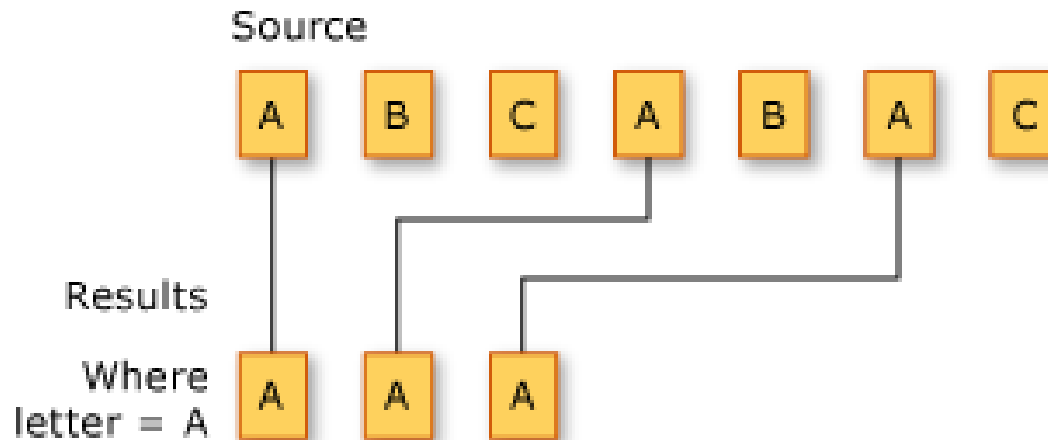 Source
A B C A B A C
Results
Where
letter = A
A A A